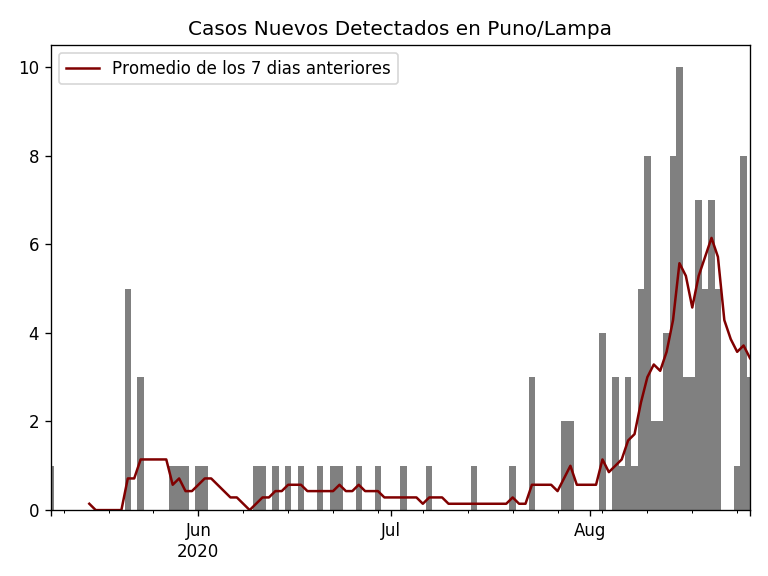 Casos Nuevos Detectados en Puno/Lampa
Promedio de los 7 dias anteriores
10
8
6
4
2
0
Jun
2020
Jul
Aug